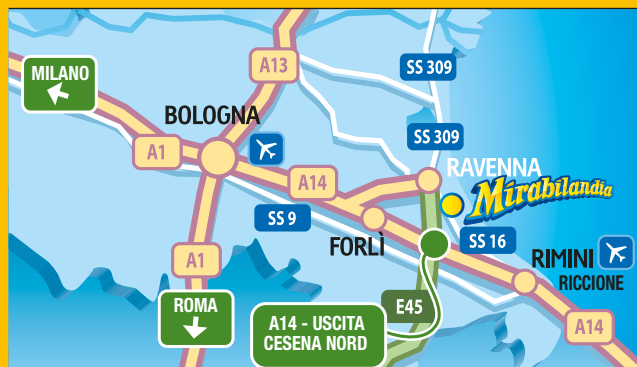 MILANO
A13
SS 309
BOLOGNA
SS 309
A1
A14
RAVENNA
Mirabilandia
SS 9
FORLÌ
SS 16
A1
RIMINI
RICCIONE
ROMA
E45
A14 - USCITA
CESENA NORD
A14